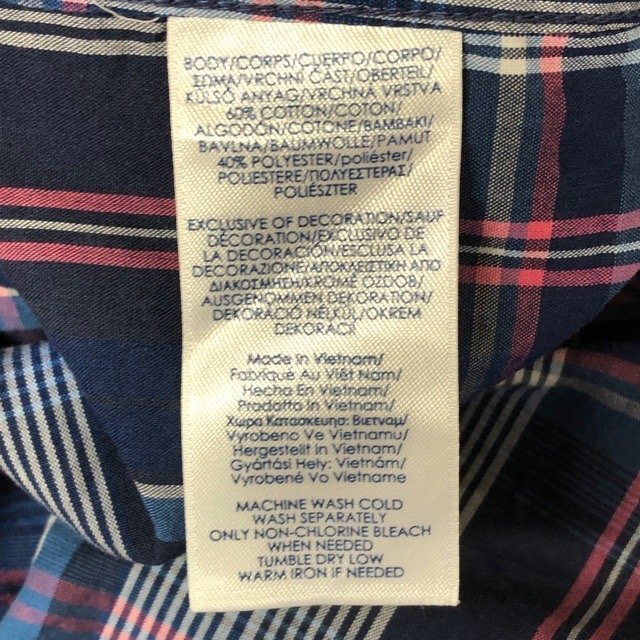 BODY/CORPS/CUERPO/CORPO/
ΣΩΜΑ/VRCHNÍ ČÁST/OBERTEIL/
KÜLSŐ ANYAG/VRCHNÁ VRSTVA
60% COTTON/COTON/
ALGODÓN/COTONE/BAMBAKI/
BAVLNA/BAUMWOLLE/PAMUT
40% POLYESTER/poliéster/
POLIESTERE/ΠΟΛΥΕΣΤΕΡΑΣ/
POLIÉSZTER
EXCLUSIVE OF DECORATION/SAUF
DÉCORATION/EXCLUSIVO DE
LA DECORACIÓN/ESCLUSA LA
DECORAZIONE/ΑΠΟΚΛΕΙΣΤΙΚΗ ΑΠΌ
ΔΙΑΚΟΣΜΗΣΗ/KROMĚ OZDOB/
AUSGENOMMEN DEKORATION/
DEKORÁCIÓ NÉLKÜL/OKREM
DEKORÁCIÍ
Made In Vietnam/
Fabriqué Au Viêt Nam/
Hecho En Vietnam/
Prodotto In Vietnam/
Χωρα Κατασκευησ: Βιετναμ/
Vyrobeno Ve Vietnamu/
Hergestellt In Vietnam/
Gyártási Hely: Vietnám/
Vyrobené Vo Vietname
MACHINE WASH COLD
WASH SEPARATELY
ONLY NON-CHLORINE BLEACH
WHEN NEEDED
TUMBLE DRY LOW
WARM IRON IF NEEDED